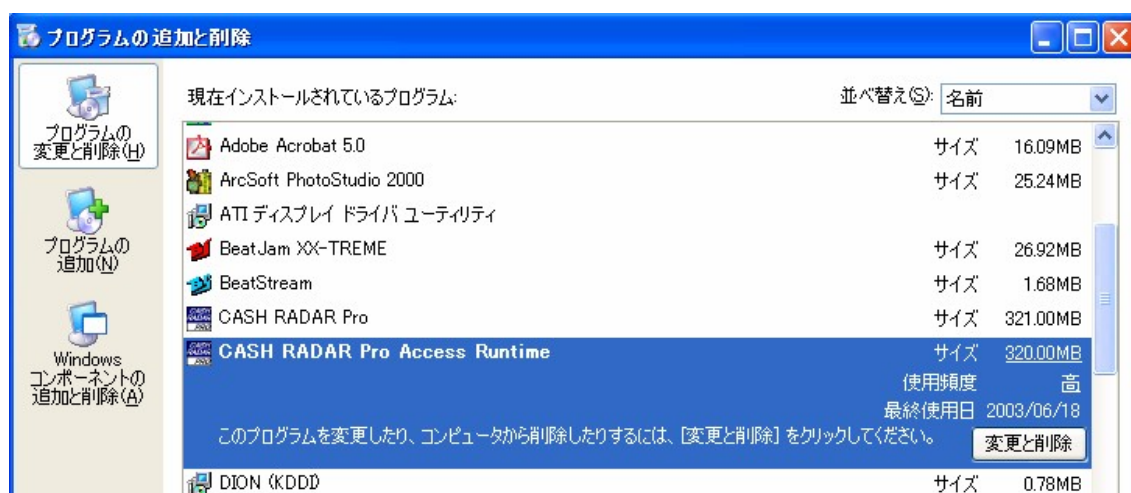 プログラムの追加と削除
現在インストールされているプログラム:
並べ替え(S): 名前
プログラムの
変更と削除(H)
プログラムの
追加(N)
Windows
コンポーネントの
追加と削除(A)
Adobe Acrobat 5.0 サイズ 16.09MB
ArcSoft PhotoStudio 2000 サイズ 25.24MB
ATI ディスプレイ ドライバ ユーティリティ
BeatJam XX-TREME サイズ 26.92MB
BeatStream サイズ 1.68MB
CASH RADAR Pro サイズ 321.00MB
CASH RADAR Pro Access Runtime サイズ 320.00MB
使用頻度 高
最終使用日 2003/06/18
このプログラムを変更したり、コンピュータから削除したりするには、[変更と削除] をクリックしてください。 変更と削除
DION (KDDI) サイズ 0.78MB